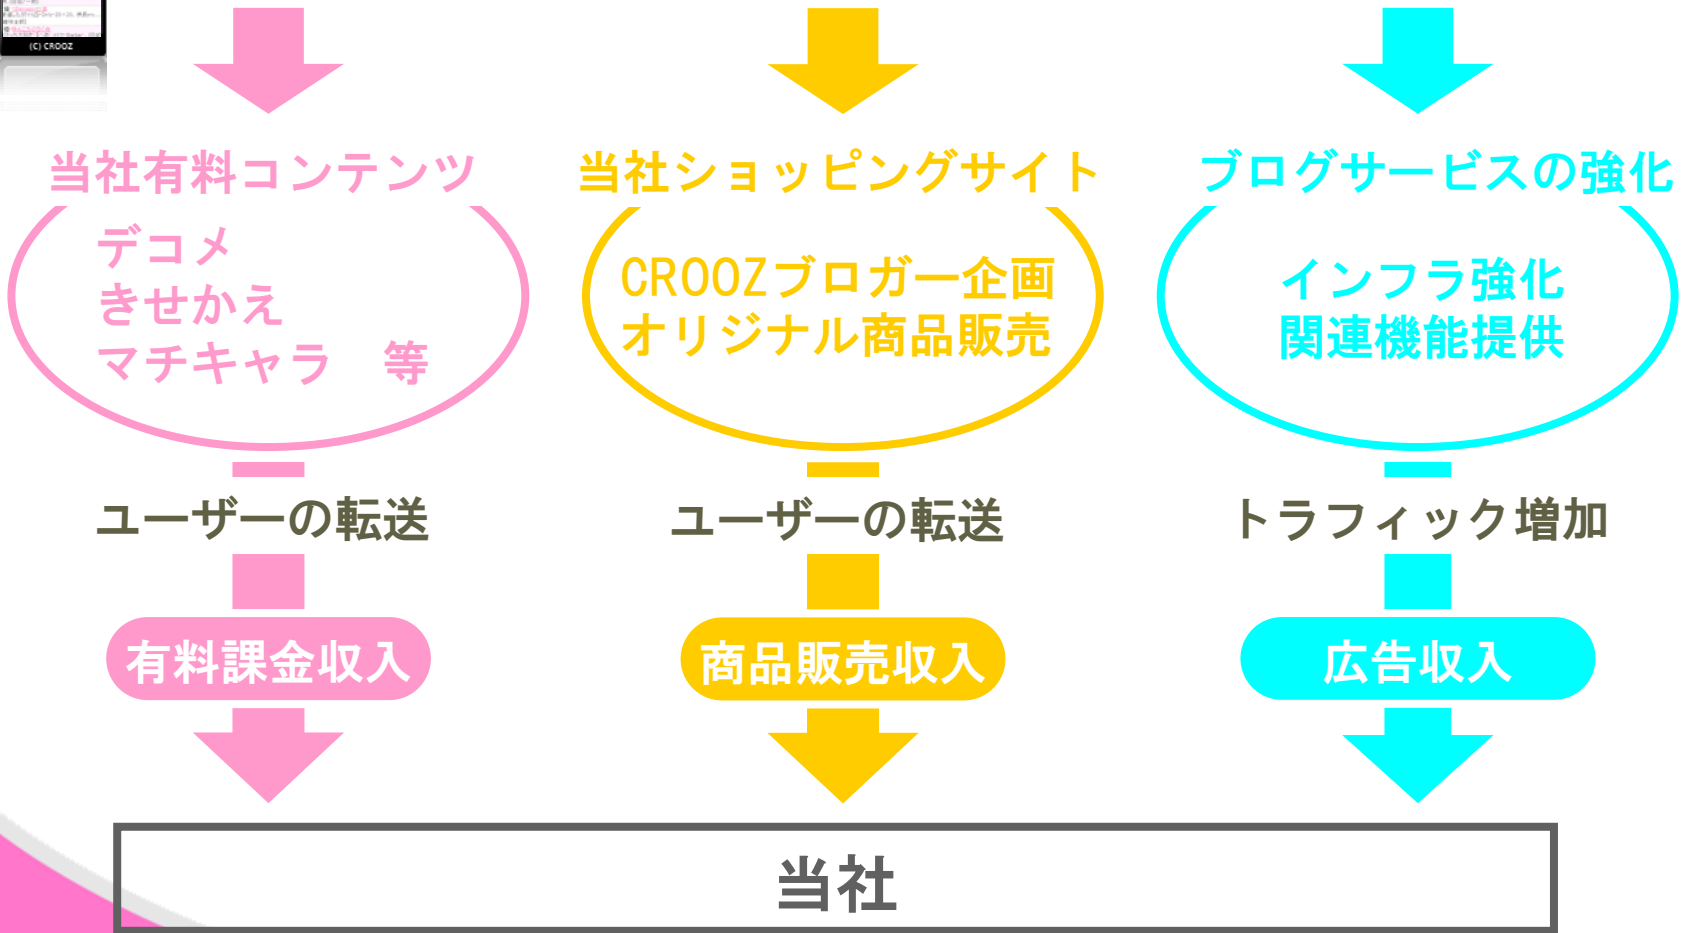 (C) CROOZ
当社有料コンテンツ
デコメ
きせかえ
マチキャラ　等
ユーザーの転送
有料課金収入
当社ショッピングサイト
CROOZブロガー企画
オリジナル商品販売
ユーザーの転送
商品販売収入
ブログサービスの強化
インフラ強化
関連機能提供
トラフィック増加
広告収入
当社